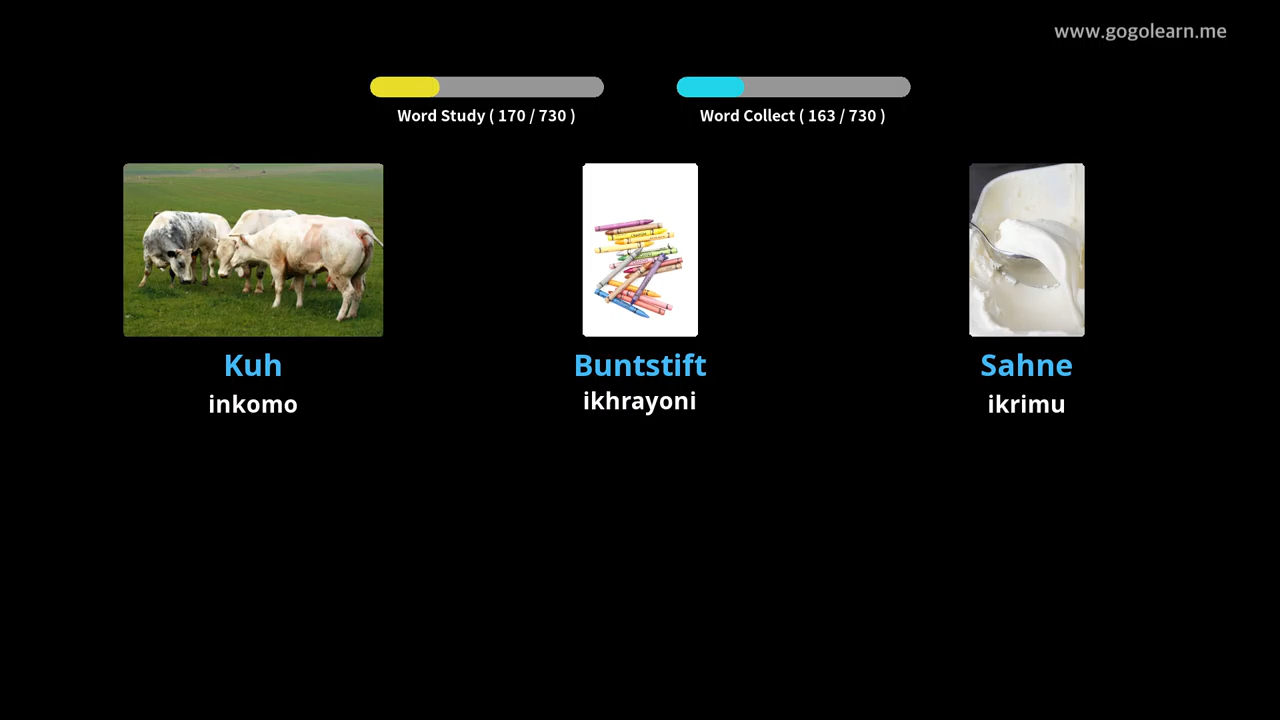 www.gogolearn.me
Word Study ( 170 / 730 )
Word Collect ( 163 / 730 )
Kuh
Buntstift
Sahne
inkomo
ikhrayoni
ikrimu